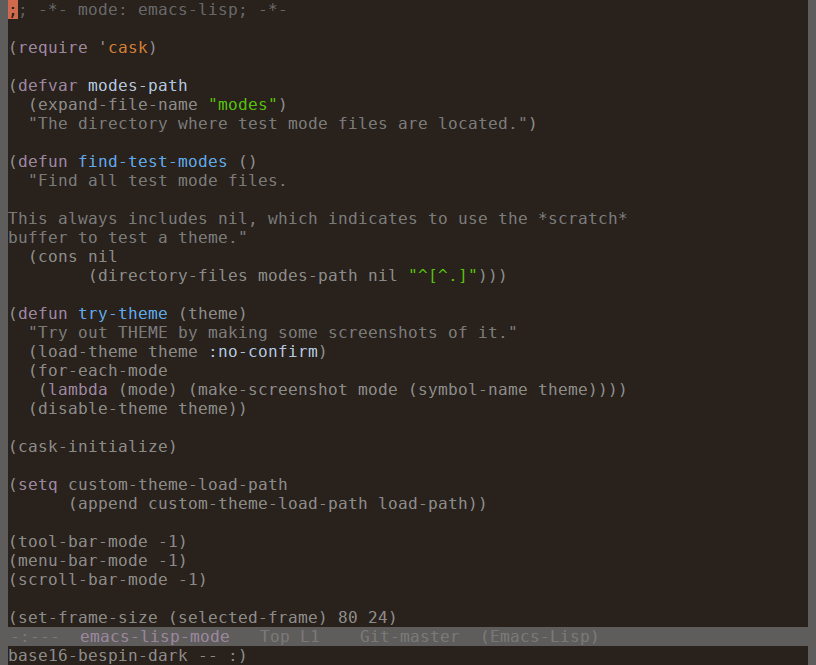 ;; -*- mode: emacs-lisp; -*-
(require 'cask)
(defvar modes-path
  (expand-file-name "modes")
  "The directory where test mode files are located.")
(defun find-test-modes ()
  "Find all test mode files.
This always includes nil, which indicates to use the *scratch*
buffer to test a theme."
  (cons nil
        (directory-files modes-path nil "^[^.]")))
(defun try-theme (theme)
  "Try out THEME by making some screenshots of it."
  (load-theme theme :no-confirm)
  (for-each-mode
   (lambda (mode) (make-screenshot mode (symbol-name theme))))
  (disable-theme theme))
(cask-initialize)
(setq custom-theme-load-path
      (append custom-theme-load-path load-path))
(tool-bar-mode -1)
(menu-bar-mode -1)
(scroll-bar-mode -1)
(set-frame-size (selected-frame) 80 24)
-:---  emacs-lisp-mode   Top L1    Git-master  (Emacs-Lisp)
base16-bespin-dark -- :)